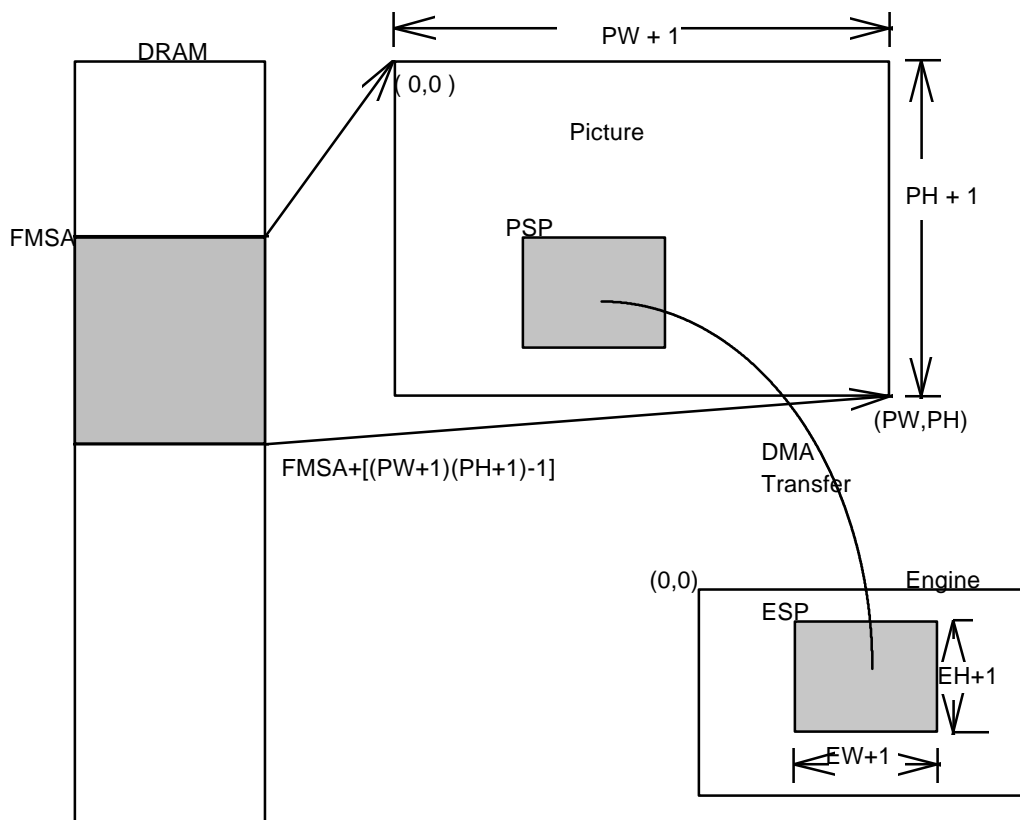 DRAM
PW + 1
( 0,0 )
Picture
PH + 1
FMSA
PSP
(PW,PH)
FMSA+[(PW+1)(PH+1)-1]
DMA
Transfer
(0,0)
Engine
ESP
EH+1
EW+1